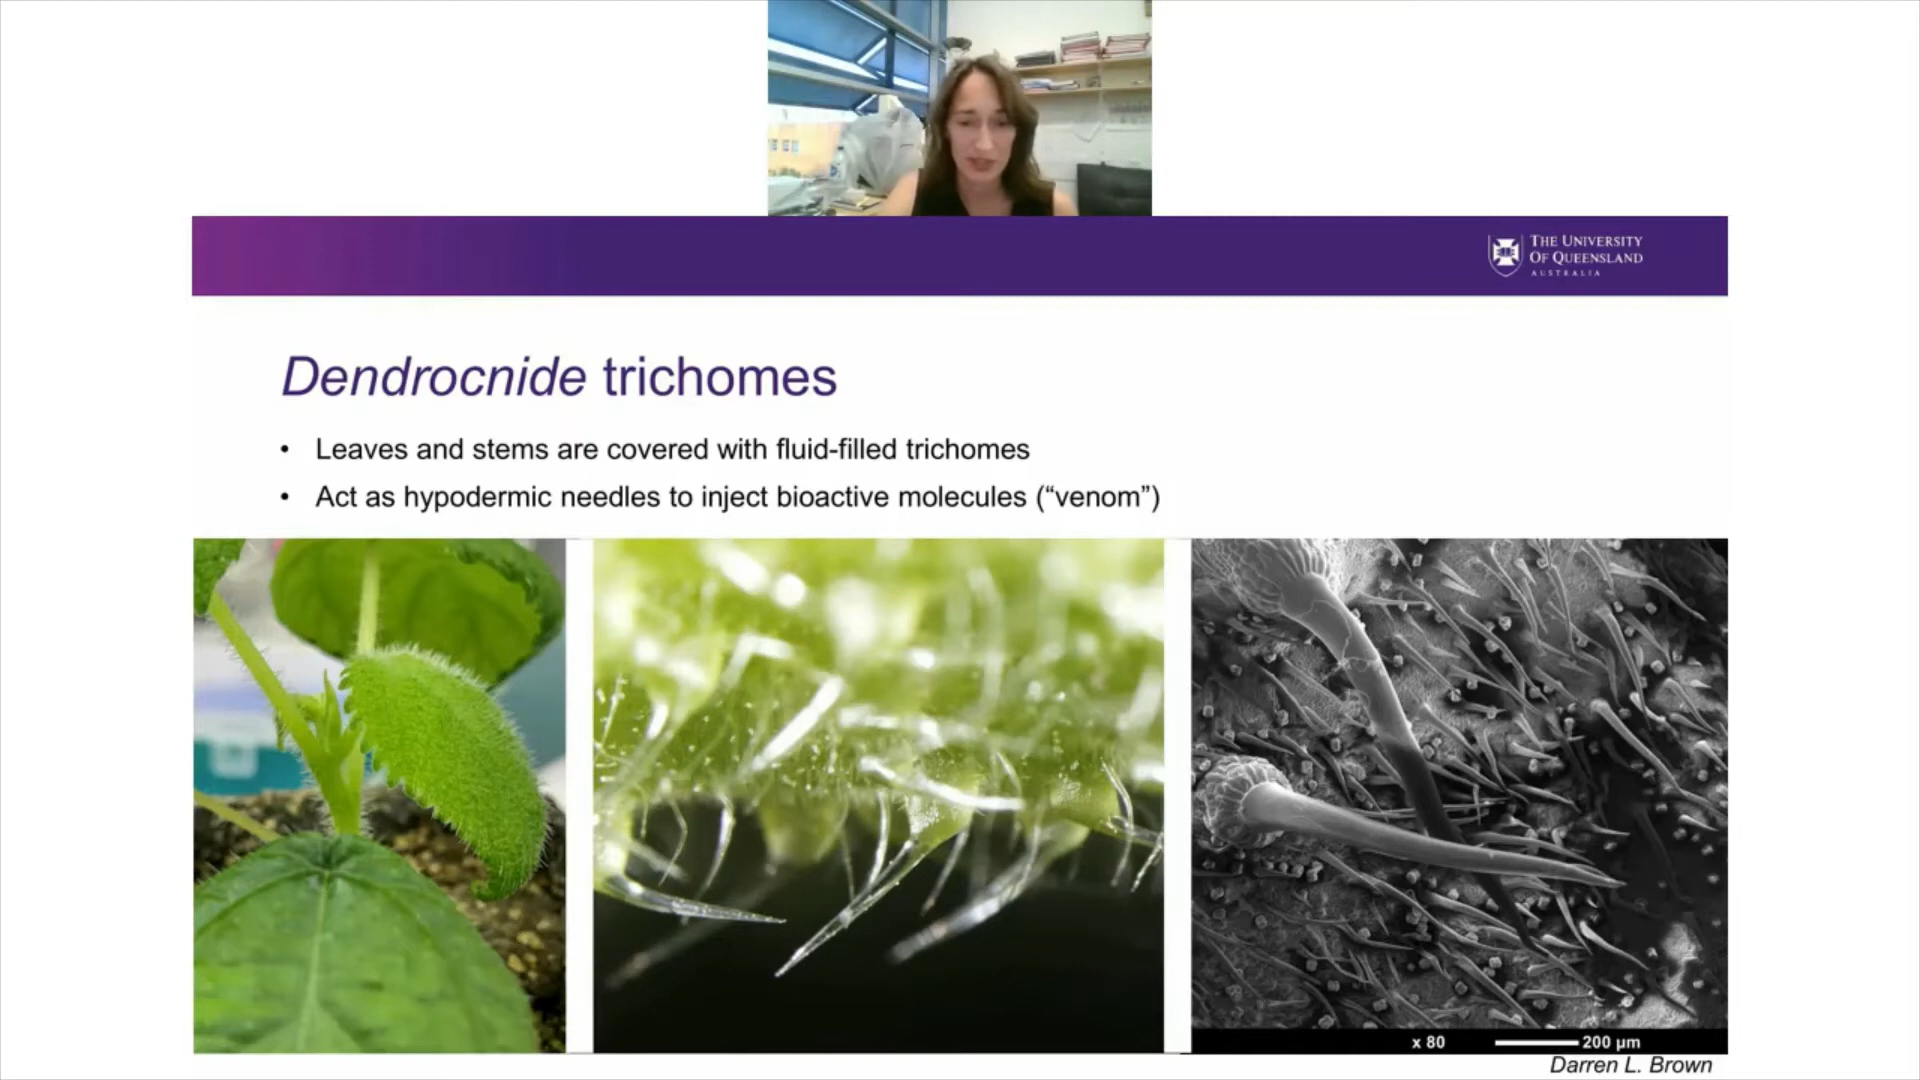 THE UNIVERSITY
OF QUEENSLAND
AUSTRALIA
Dendrocnide trichomes
• Leaves and stems are covered with fluid-filled trichomes
• Act as hypodermic needles to inject bioactive molecules (“venom”)
x 80 200 µm
Darren L. Brown